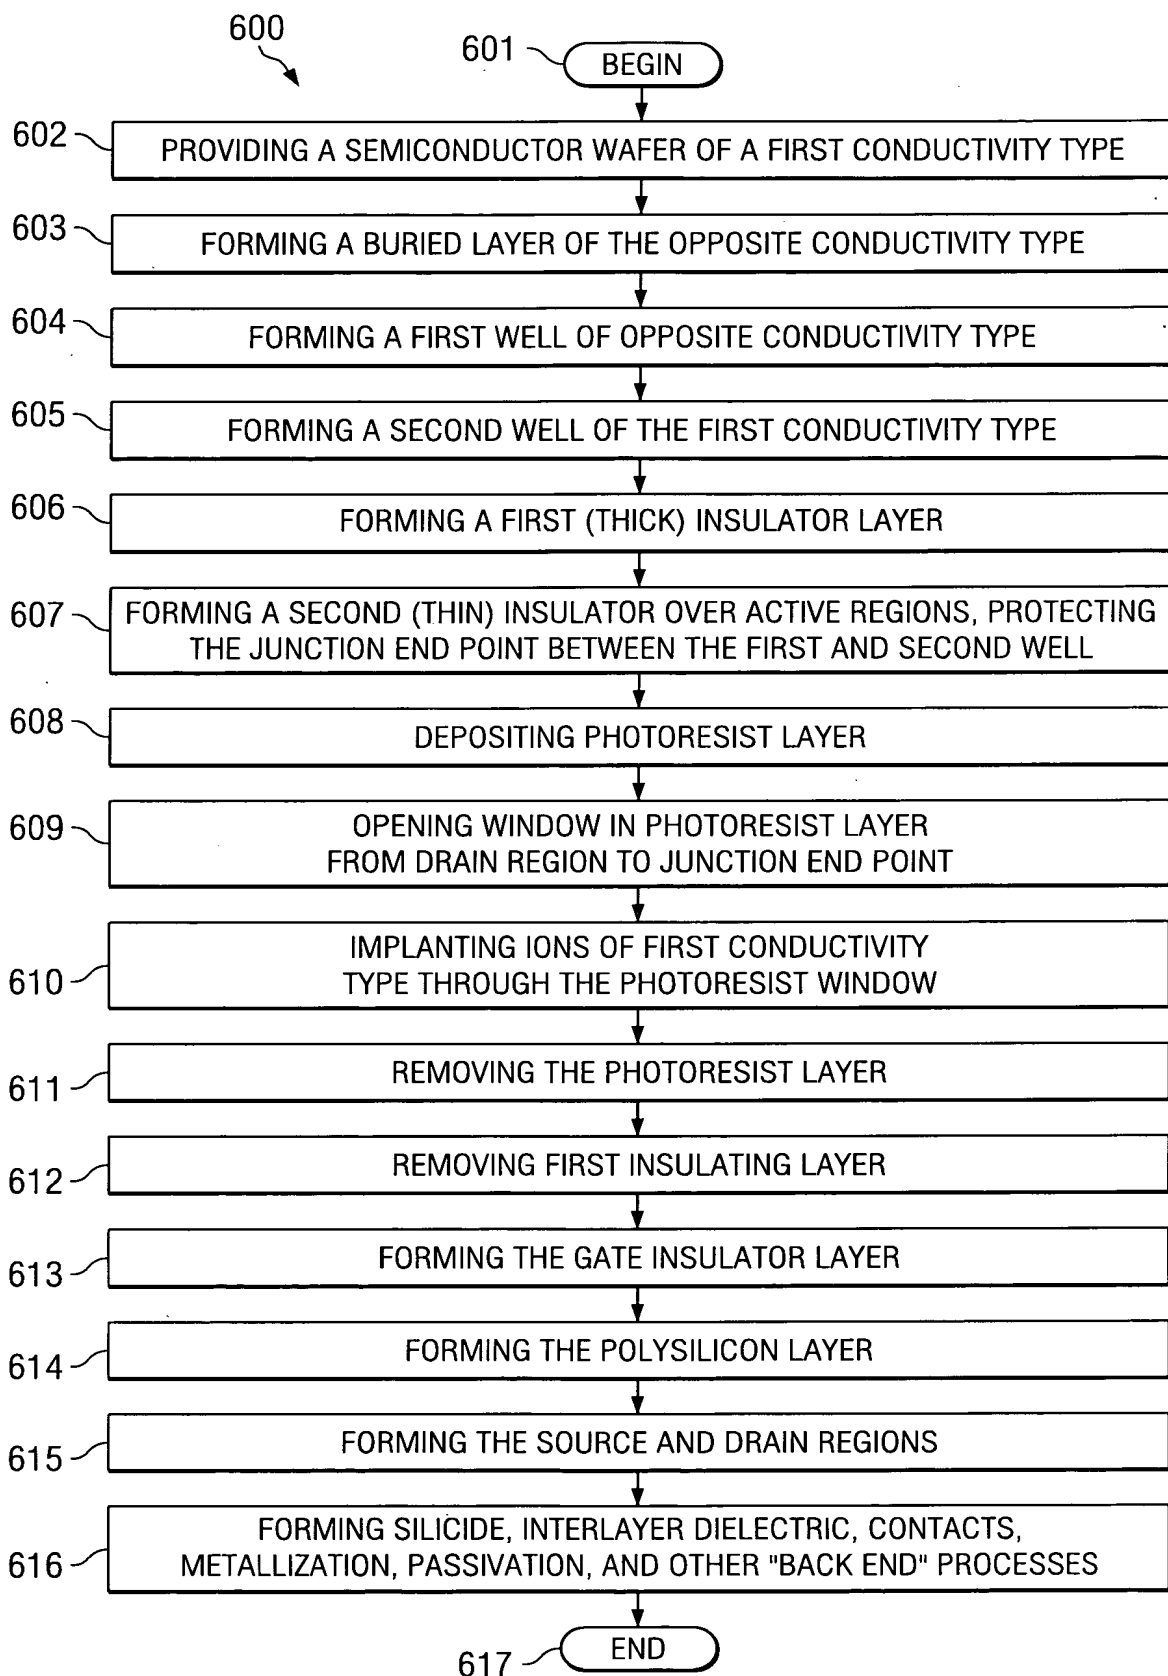 600
601
BEGIN
602
PROVIDING A SEMICONDUCTOR WAFER OF A FIRST CONDUCTIVITY TYPE
603
FORMING A BURIED LAYER OF THE OPPOSITE CONDUCTIVITY TYPE
604
FORMING A FIRST WELL OF OPPOSITE CONDUCTIVITY TYPE
605
FORMING A SECOND WELL OF THE FIRST CONDUCTIVITY TYPE
606
FORMING A FIRST (THICK) INSULATOR LAYER
607
FORMING A SECOND (THIN) INSULATOR OVER ACTIVE REGIONS, PROTECTING
THE JUNCTION END POINT BETWEEN THE FIRST AND SECOND WELL
608
DEPOSITING PHOTORESIST LAYER
609
OPENING WINDOW IN PHOTORESIST LAYER
FROM DRAIN REGION TO JUNCTION END POINT
610
IMPLANTING IONS OF FIRST CONDUCTIVITY
TYPE THROUGH THE PHOTORESIST WINDOW
611
REMOVING THE PHOTORESIST LAYER
612
REMOVING FIRST INSULATING LAYER
613
FORMING THE GATE INSULATOR LAYER
614
FORMING THE POLYSILICON LAYER
615
FORMING THE SOURCE AND DRAIN REGIONS
616
FORMING SILICIDE, INTERLAYER DIELECTRIC, CONTACTS,
METALLIZATION, PASSIVATION, AND OTHER "BACK END" PROCESSES
617
END